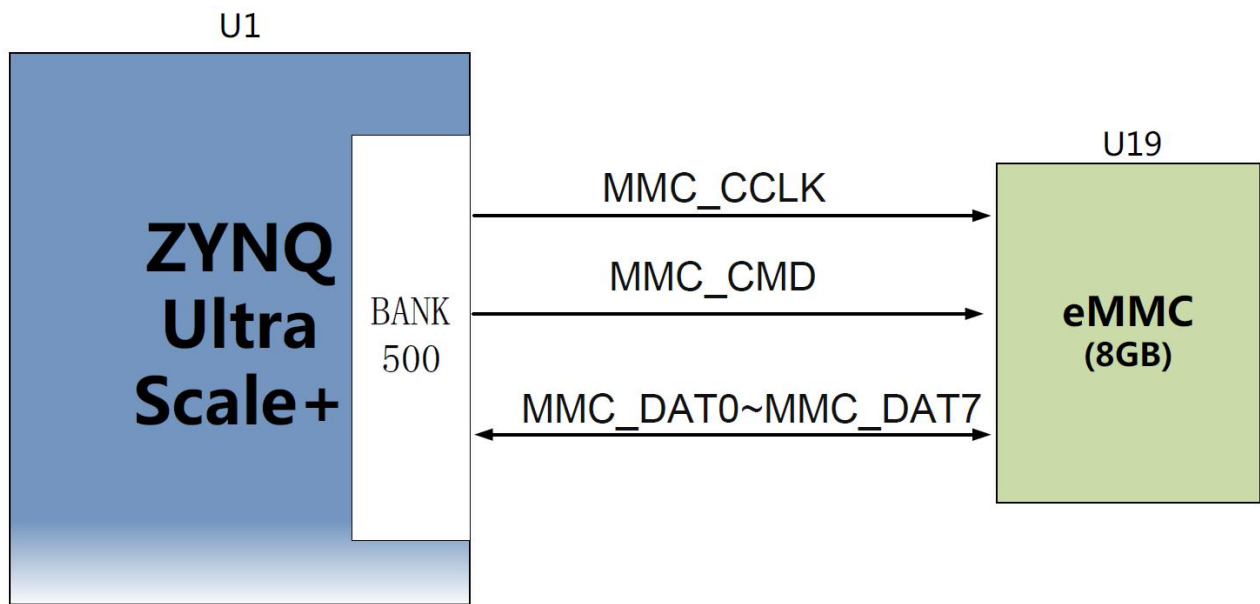 U1
U19
MMC_CCLK
ZYNQ
Ultra
Scale+
BANK
500
MMC_CMD
MMC_DAT0~MMC_DAT7
eMMC
(8GB)